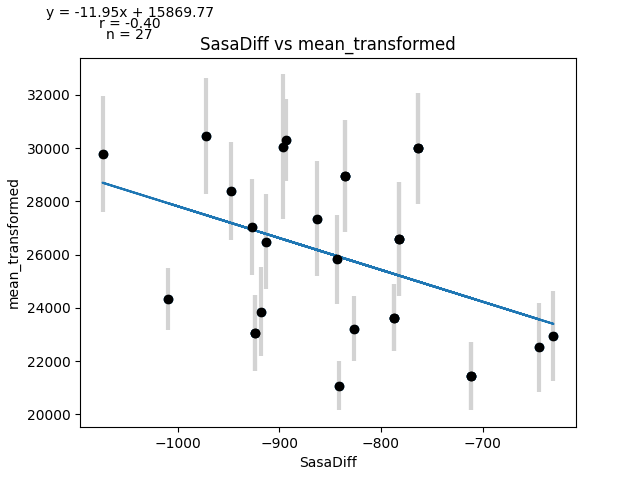 y = -11.95x + 15869.77
r = -0.40
n = 27
SasaDiff vs mean_transformed
mean_transformed
32000
30000
28000
26000
24000
22000
20000
−1000
−900
−800
−700
SasaDiff